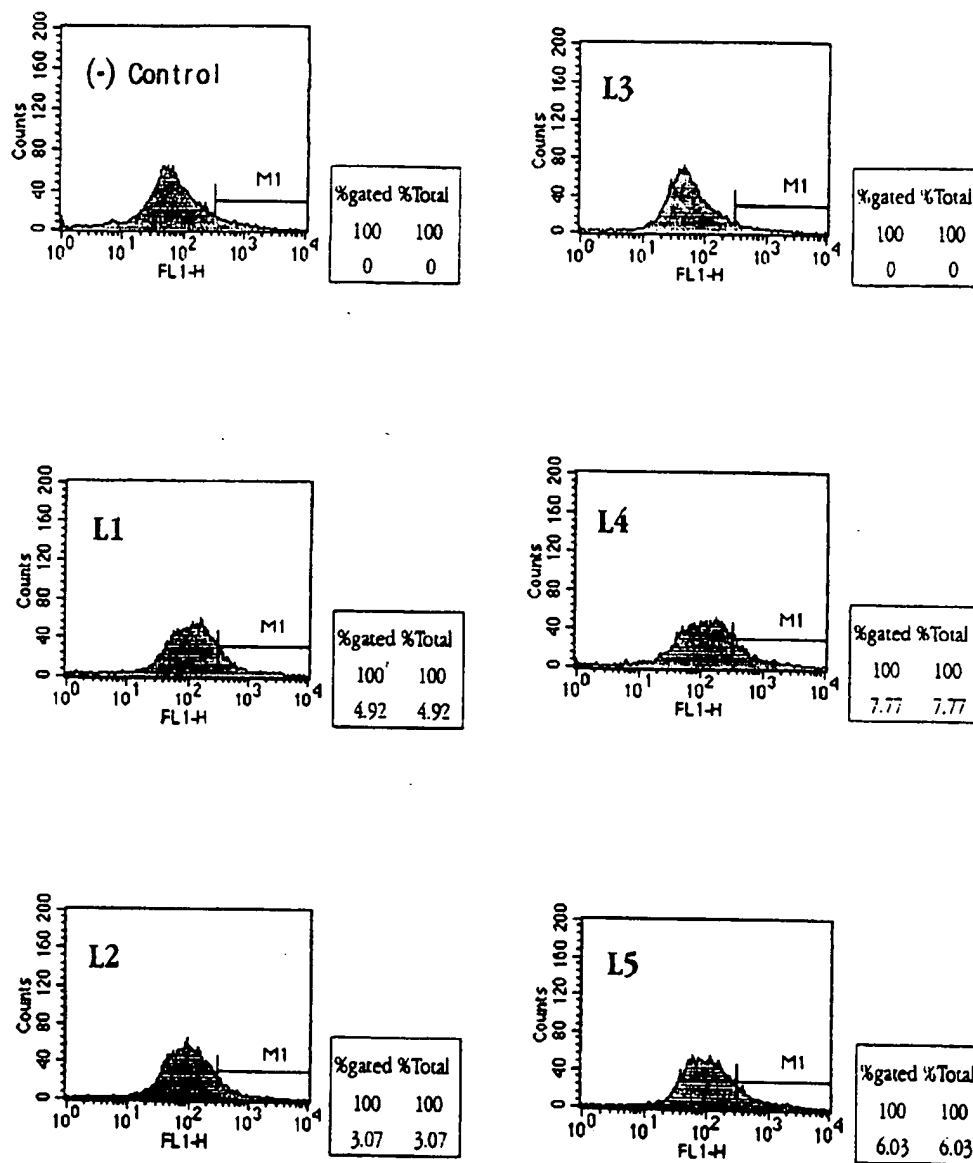 200
160
120
80
40
0
Counts
(-) Control
M1
10^0 10^1 10^2 10^3 10^4
FL1-H
%gated %Total
100 100
0 0
200
160
120
80
40
0
Counts
L3
M1
10^0 10^1 10^2 10^3 10^4
FL1-H
%gated %Total
100 100
0 0
200
160
120
80
40
0
Counts
L1
M1
10^0 10^1 10^2 10^3 10^4
FL1-H
%gated %Total
100 100
4.92 4.92
200
160
120
80
40
0
Counts
L4
M1
10^0 10^1 10^2 10^3 10^4
FL1-H
%gated %Total
100 100
7.77 7.77
200
160
120
80
40
0
Counts
L2
M1
10^0 10^1 10^2 10^3 10^4
FL1-H
%gated %Total
100 100
3.07 3.07
200
160
120
80
40
0
Counts
L5
M1
10^0 10^1 10^2 10^3 10^4
FL1-H
%gated %Total
100 100
6.03 6.03